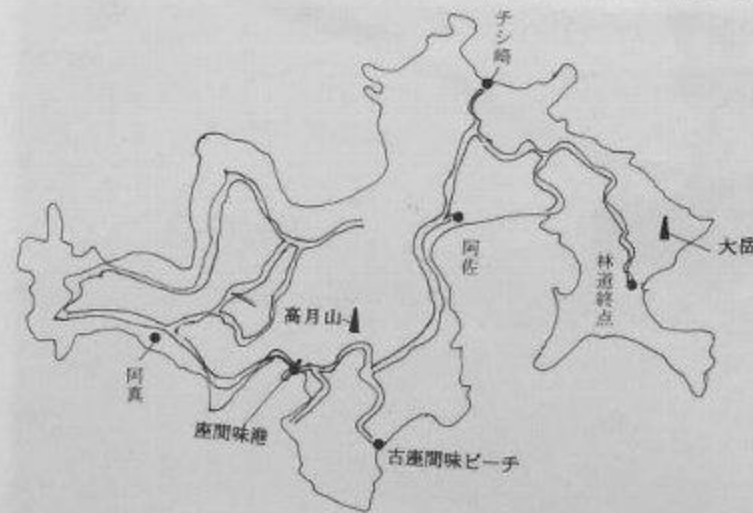 チシ崎
大岳
阿佐
林道終点
高月山
阿真
座間味港
古座間味ビーチ